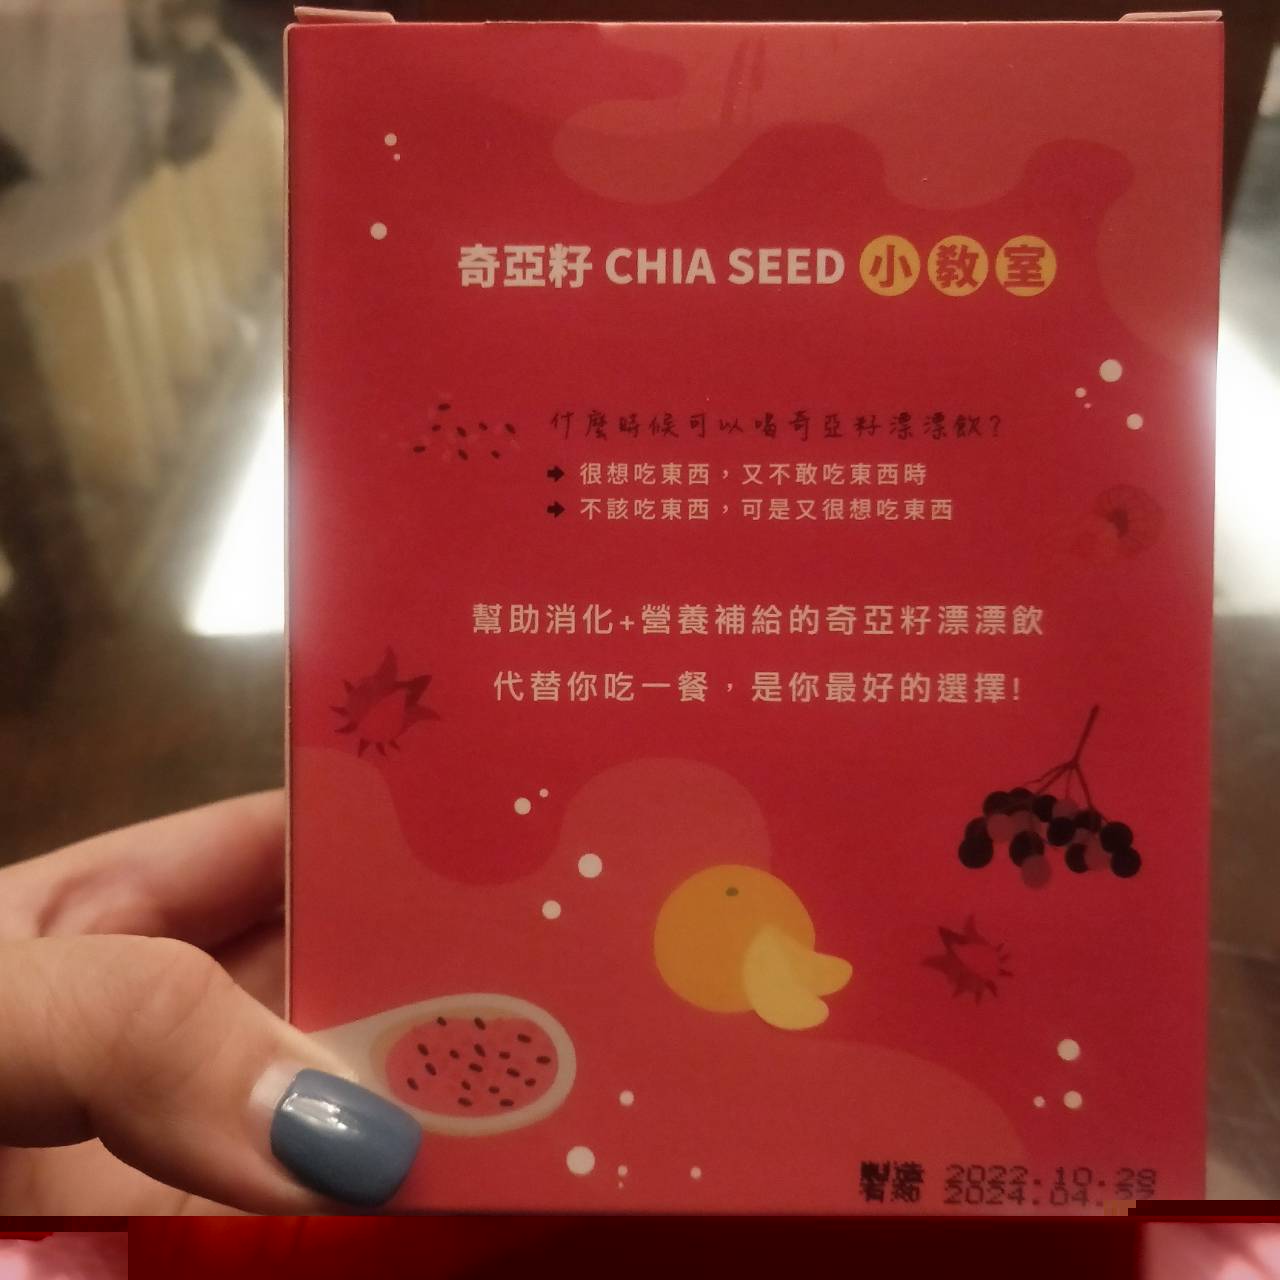 奇亞籽 CHIA SEED 小教室
什麼時候可以喝奇亞籽漂漂飲?
很想吃東西，又不敢吃東西時
不該吃東西，可是又很想吃東西
幫助消化+營養補給的奇亞籽漂漂飲
代替你吃一餐，是你最好的選擇!
製造 2022.10.28
2024.04.